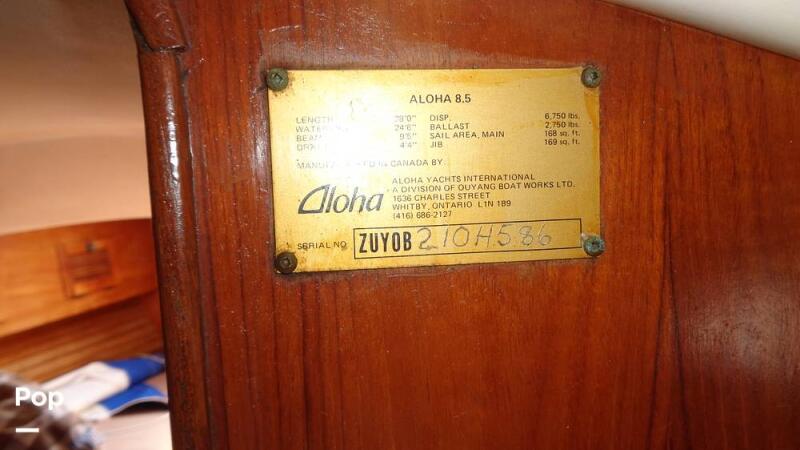 ALOHA 8.5
LENGTH 28'0" DISP. 6,750 lbs.
24'6" BALLAST 2,750 lbs.
BEAM 9'5" SAIL AREA, MAIN 168 sq. ft.
4'4" JIB 169 sq. ft.
IN CANADA BY:
ALOHA YACHTS INTERNATIONAL
A DIVISION OF OUYANG BOAT WORKS LTD.
1636 CHARLES STREET
Aloha WHITBY, ONTARIO L1N 1B9
(416) 686-2127
SERIAL NO. ZUYOB 210H586
Pop